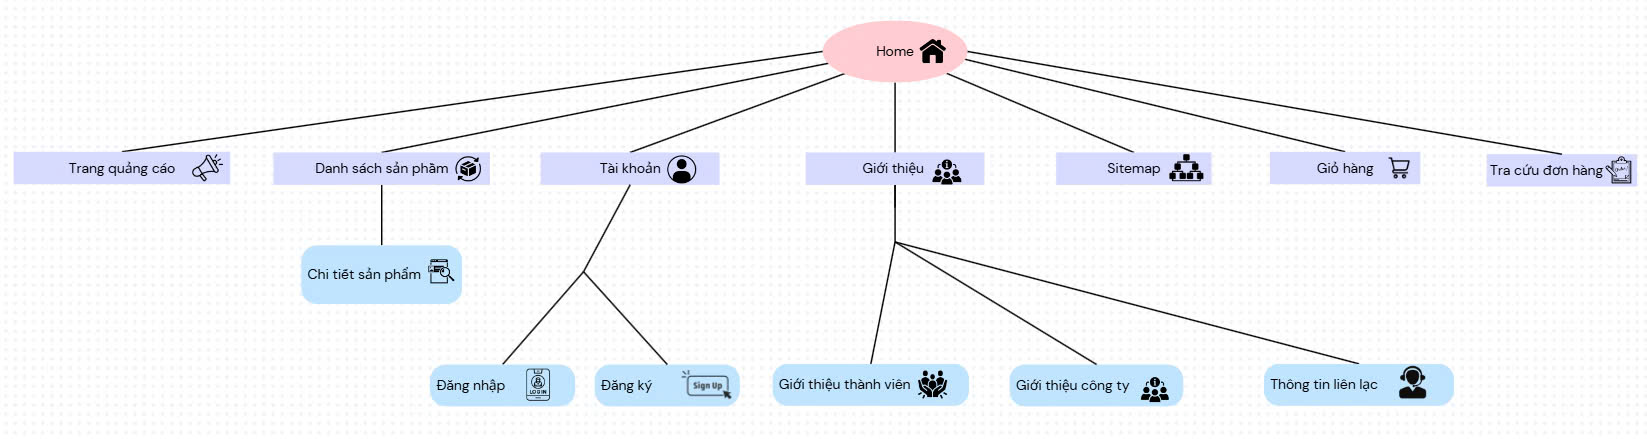 Home
Trang quảng cáo
Danh sách sản phầm
Tài khoản
Giới thiệu
Sitemap
Giỏ hàng
Tra cứu đơn hàng
Chi tiết sản phẩm
Đăng nhập
LOGIN
Đăng ký
Sign Up
Giới thiệu thành viên
Giới thiệu công ty
Thông tin liên lạc